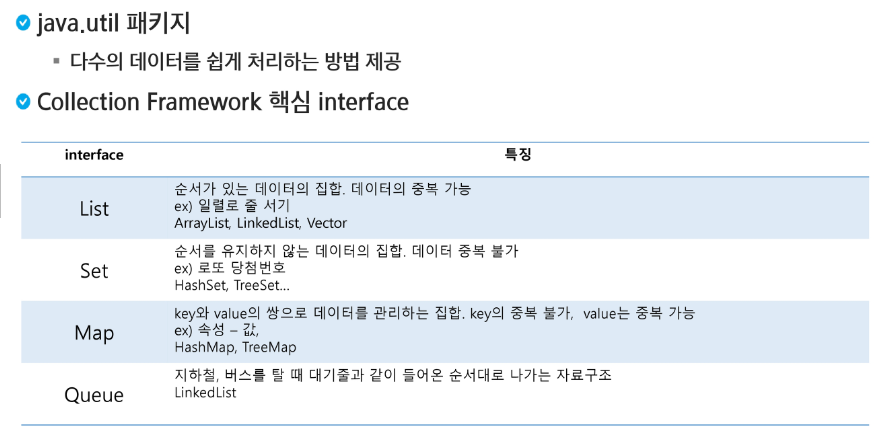 java.util 패키지
다수의 데이터를 쉽게 처리하는 방법 제공
Collection Framework 핵심 interface
interface 특징
List
순서가 있는 데이터의 집합. 데이터의 중복 가능
ex) 일렬로 줄 서기
ArrayList, LinkedList, Vector
Set
순서를 유지하지 않는 데이터의 집합. 데이터 중복 불가
ex) 로또 당첨번호
HashSet, TreeSet...
Map
key와 value의 쌍으로 데이터를 관리하는 집합. key의 중복 불가, value는 중복 가능
ex) 속성 – 값,
HashMap, TreeMap
Queue
지하철, 버스를 탈 때 대기줄과 같이 들어온 순서대로 나가는 자료구조
LinkedList